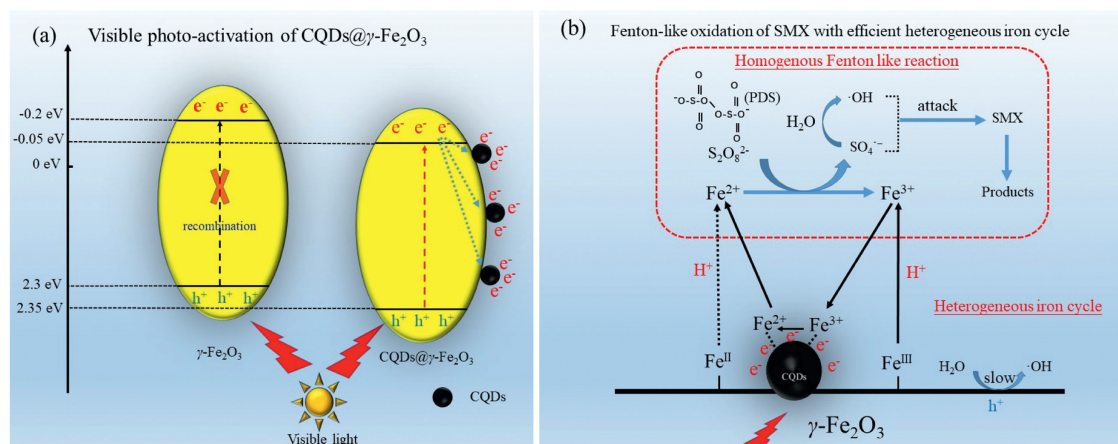 (a) Visible photo-activation of CQDs@γ-Fe₂O₃
e⁻ e⁻ e⁻
-0.2 eV
e⁻ e⁻ e⁻ e⁻
-0.05 eV
e⁻
e⁻
0 eV
e⁻
e⁻
e⁻
recombination
e⁻
e⁻
e⁻
e⁻
2.3 eV
h⁺ h⁺ h⁺
2.35 eV
h⁺ h⁺ h⁺
γ-Fe₂O₃
CQDs@γ-Fe₂O₃
CQDs
Visible light
(b)
Fenton-like oxidation of SMX with efficient heterogeneous iron cycle
Homogenous Fenton like reaction
O
⁻O-S-O O
O O-S-O⁻
O
(PDS)
S₂O₈²⁻
H₂O
·OH
SO₄·⁻
attack
SMX
Products
Fe²⁺
Fe³⁺
H⁺
H⁺
Heterogeneous iron cycle
Fe²⁺ Fe³⁺
e⁻ e⁻ e⁻
e⁻ e⁻
CQDs
Feᴵᴵ
Feᴵᴵᴵ
H₂O
slow
·OH
h⁺
γ-Fe₂O₃